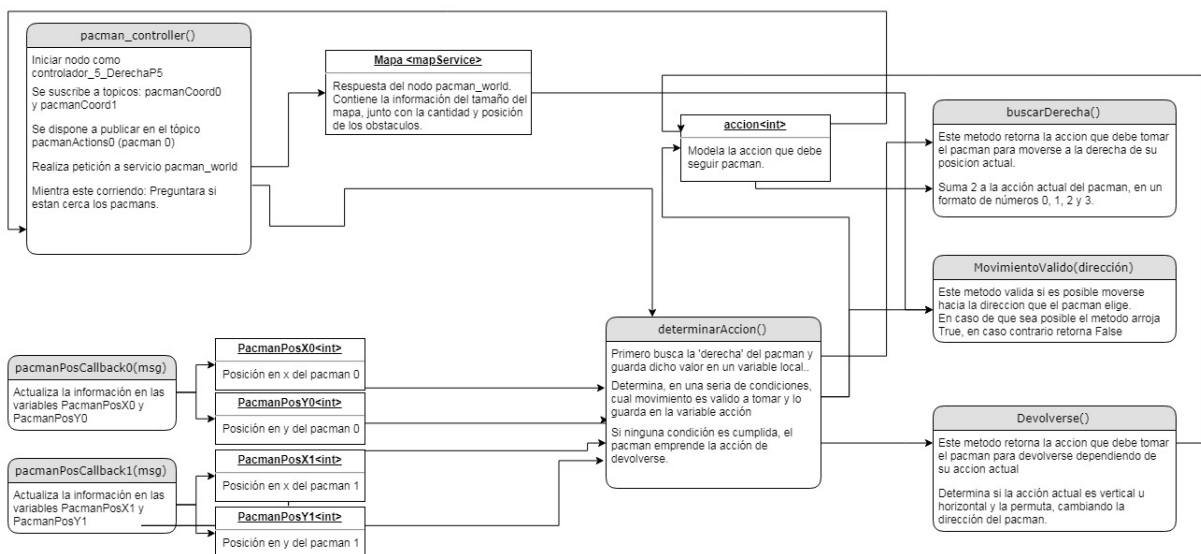 pacman_controller()
Iniciar nodo como
controlador_5_DerechaP5
Se suscribe a topicos: pacmanCoord0
y pacmanCoord1
Se dispone a publicar en el tópico
pacmanActions0 (pacman 0)
Realiza petición a servicio pacman_world
Mientra este corriendo: Preguntara si
estan cerca los pacmans.
Mapa <mapService>
Respuesta del nodo pacman_world.
Contiene la información del tamaño del
mapa, junto con la cantidad y posición
de los obstaculos.
accion<int>
Modela la accion que debe
seguir pacman.
buscarDerecha()
Este metodo retorna la accion que debe tomar
el pacman para moverse a la derecha de su
posicion actual.
Suma 2 a la acción actual del pacman, en un
formato de números 0, 1, 2 y 3.
MovimientoValido(dirección)
Este metodo valida si es posible moverse
hacia la direccion que el pacman elige.
En caso de que sea posible el metodo arroja
True, en caso contrario retorna False
determinarAccion()
Primero busca la 'derecha' del pacman y
guarda dicho valor en un variable local..
Determina, en una seria de condiciones,
cual movimiento es valido a tomar y lo
guarda en la variable acción
Si ninguna condición es cumplida, el
pacman emprende la acción de
devolverse.
Devolverse()
Este metodo retorna la accion que debe tomar
el pacman para devolverse dependiendo de
su accion actual
Determina si la acción actual es vertical u
horizontal y la permuta, cambiando la
dirección del pacman.
pacmanPosCallback0(msg)
Actualiza la información en las
variables PacmanPosX0 y
PacmanPosY0
PacmanPosX0<int>
Posición en x del pacman 0
PacmanPosY0<int>
Posición en y del pacman 0
pacmanPosCallback1(msg)
Actualiza la información en las
variables PacmanPosX1 y
PacmanPosY1
PacmanPosX1<int>
Posición en x del pacman 1
PacmanPosY1<int>
Posición en y del pacman 1